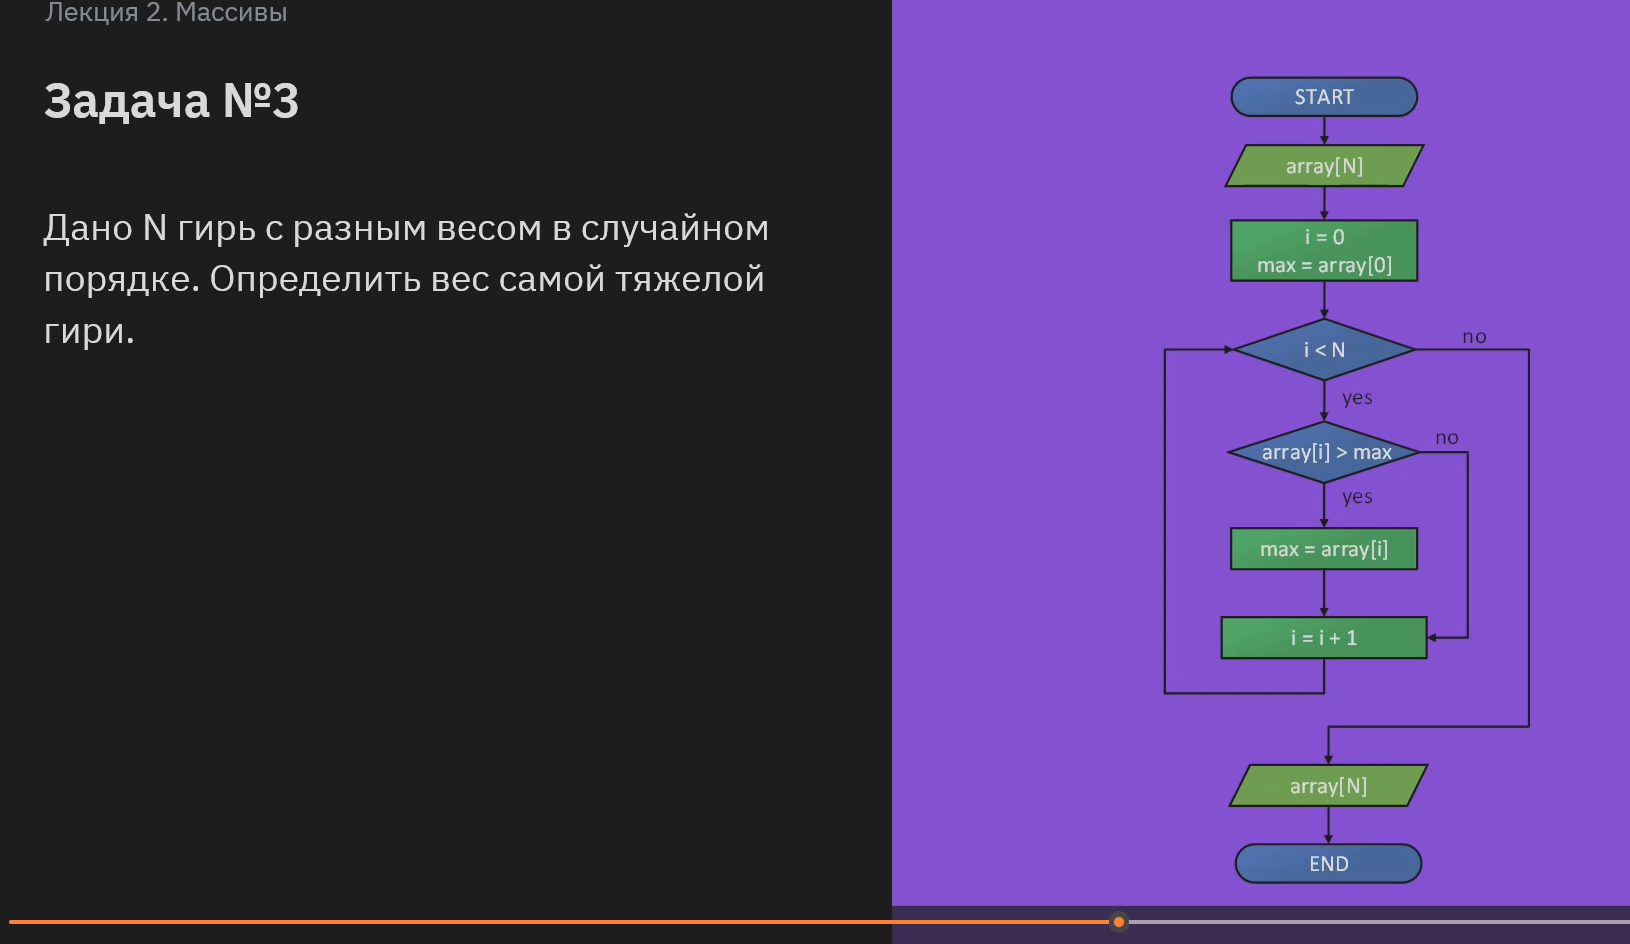 Лекция 2. Массивы
Задача №3
Дано N гирь с разным весом в случайном
порядке. Определить вес самой тяжелой
гири.
START
array[N]
i = 0
max = array[0]
i < N
no
yes
array[i] > max
no
yes
max = array[i]
i = i + 1
array[N]
END